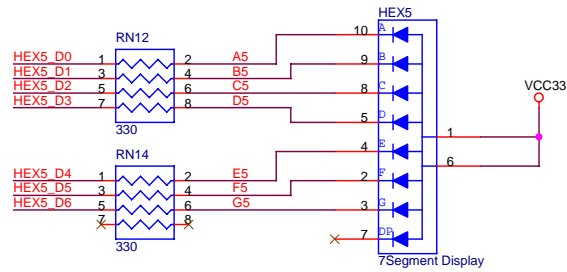 HEX5
RN12
10 A
HEX5_D0 1 2 A5
HEX5_D1 3 4 B5 9 B
HEX5_D2 5 6 C5 8 C
HEX5_D3 7 8 D5
VCC33
330
5 D
1
RN14
4 E
6
HEX5_D4 1 2 E5
HEX5_D5 3 4 F5 2 F
HEX5_D6 5 6 G5 3 G
7 8
7 DP
330
7Segment Display